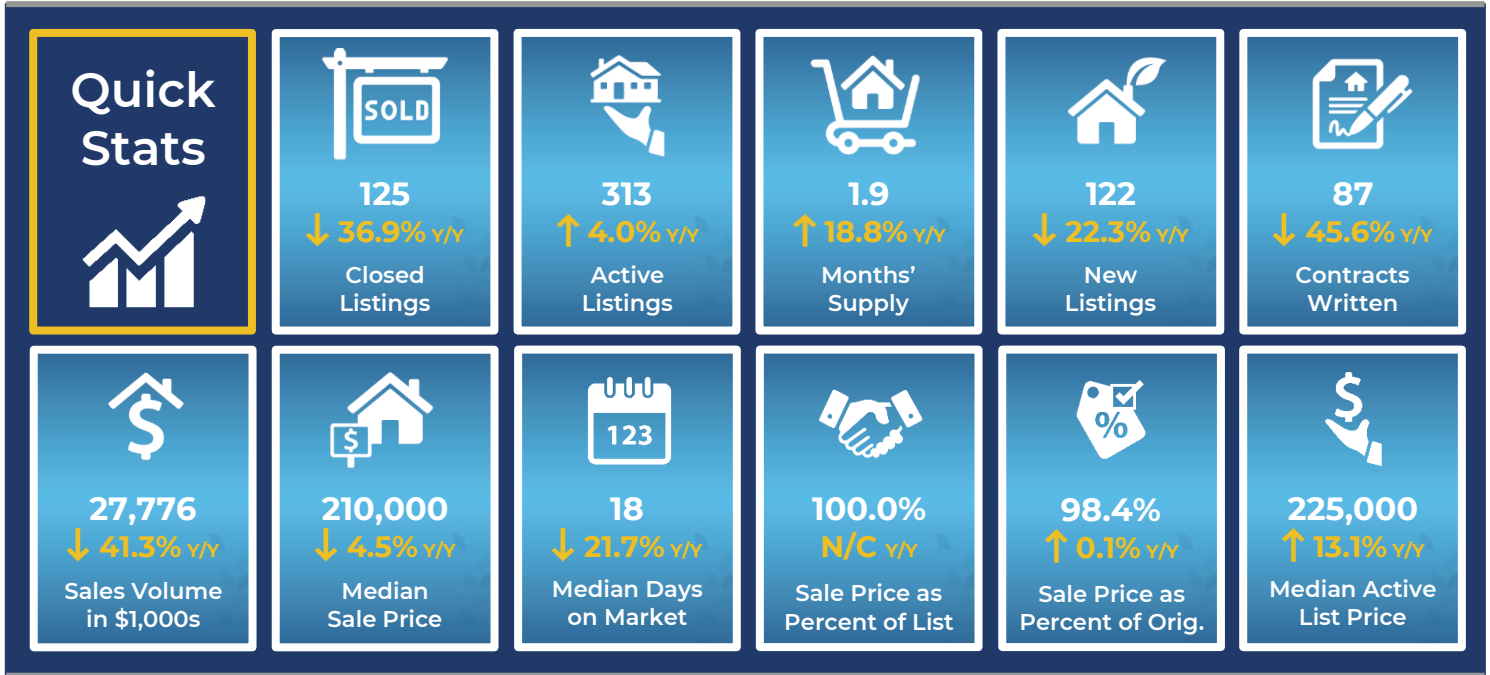 Quick
Stats
SOLD
125
↓ 36.9% Y/Y
Closed
Listings
313
↑ 4.0% Y/Y
Active
Listings
1.9
↑ 18.8% Y/Y
Months’
Supply
122
↓ 22.3% Y/Y
New
Listings
87
↓ 45.6% Y/Y
Contracts
Written
$
27,776
↓ 41.3% Y/Y
Sales Volume
in $1,000s
$
210,000
↓ 4.5% Y/Y
Median
Sale Price
123
18
↓ 21.7% Y/Y
Median Days
on Market
100.0%
N/C Y/Y
Sale Price as
Percent of List
%
98.4%
↑ 0.1% Y/Y
Sale Price as
Percent of Orig.
$
225,000
↑ 13.1% Y/Y
Median Active
List Price